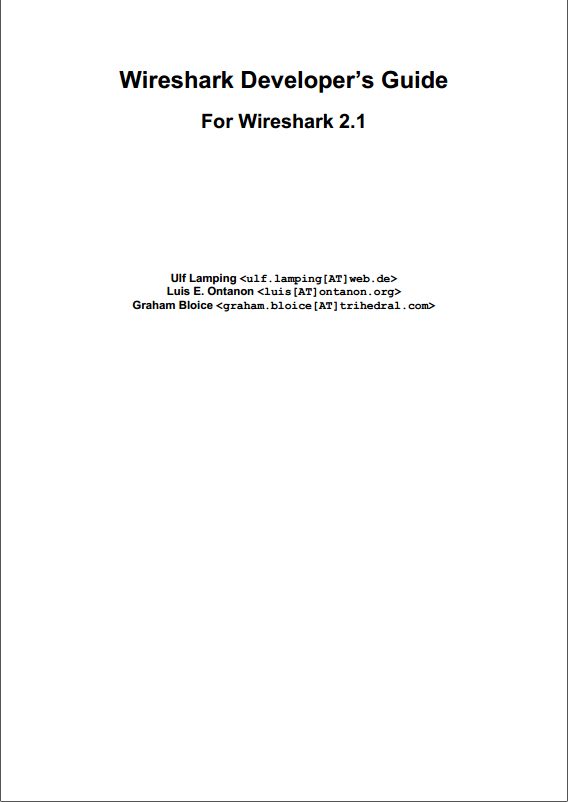 Wireshark Developer’s Guide
For Wireshark 2.1
Ulf Lamping <ulf.lamping[AT]web.de>
Luis E. Ontanon <luis[AT]ontanon.org>
Graham Bloice <graham.bloice[AT]trihedral.com>